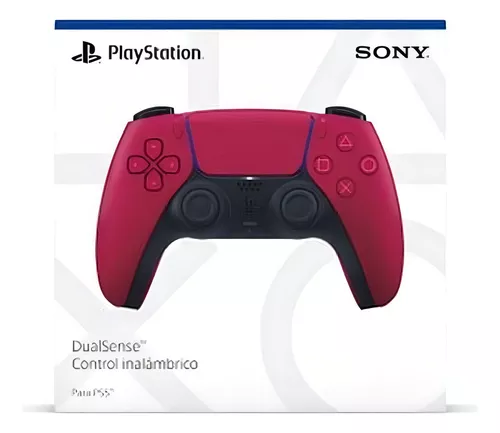 PlayStation
SONY
DualSense™
Control inalámbrico
Para PS5™